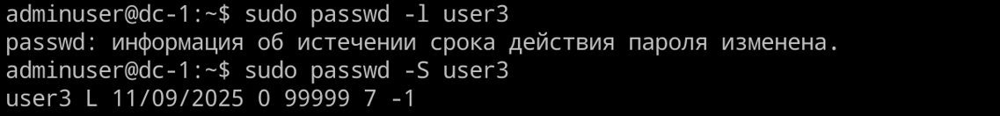 adminuser@dc-1:~$ sudo passwd -l user3
passwd: информация об истечении срока действия пароля изменена.
adminuser@dc-1:~$ sudo passwd -S user3
user3 L 11/09/2025 0 99999 7 -1